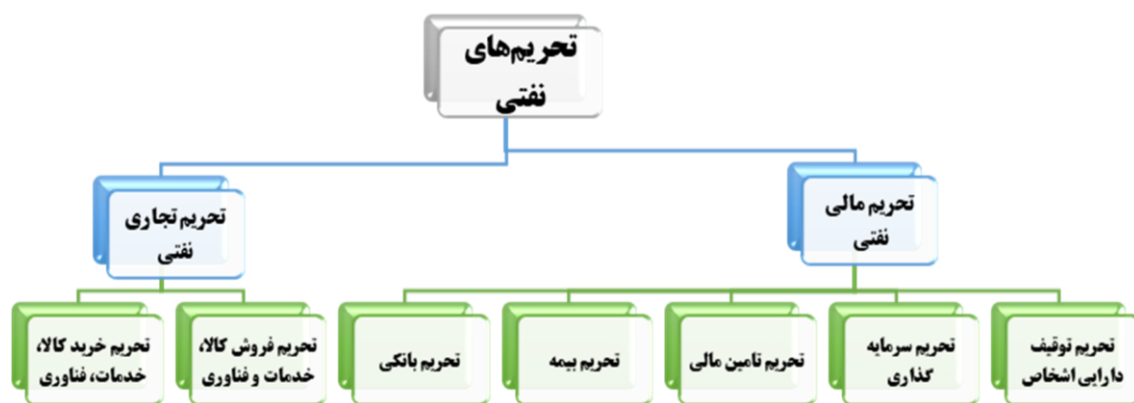 تحریم‌های
نفتی
تحریم مالی
نفتی
تحریم تجاری
نفتی
تحریم توقیف
دارایی اشخاص
تحریم سرمایه
گذاری
تحریم تامین مالی
تحریم بیمه
تحریم بانکی
تحریم فروش کالا،
خدمات و فناوری
تحریم خرید کالا،
خدمات، فناوری